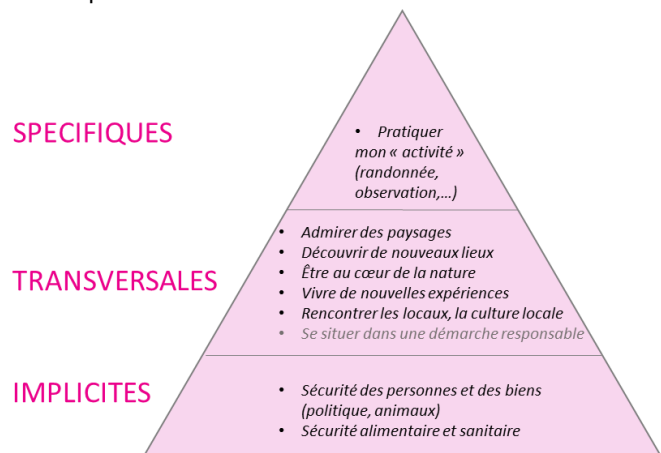 SPECIFIQUES
• Pratiquer
mon « activité »
(randonnée,
observation,...)
TRANSVERSALES
• Admirer des paysages
• Découvrir de nouveaux lieux
• Être au cœur de la nature
• Vivre de nouvelles expériences
• Rencontrer les locaux, la culture locale
• Se situer dans une démarche responsable
IMPLICITES
• Sécurité des personnes et des biens
(politique, animaux)
• Sécurité alimentaire et sanitaire